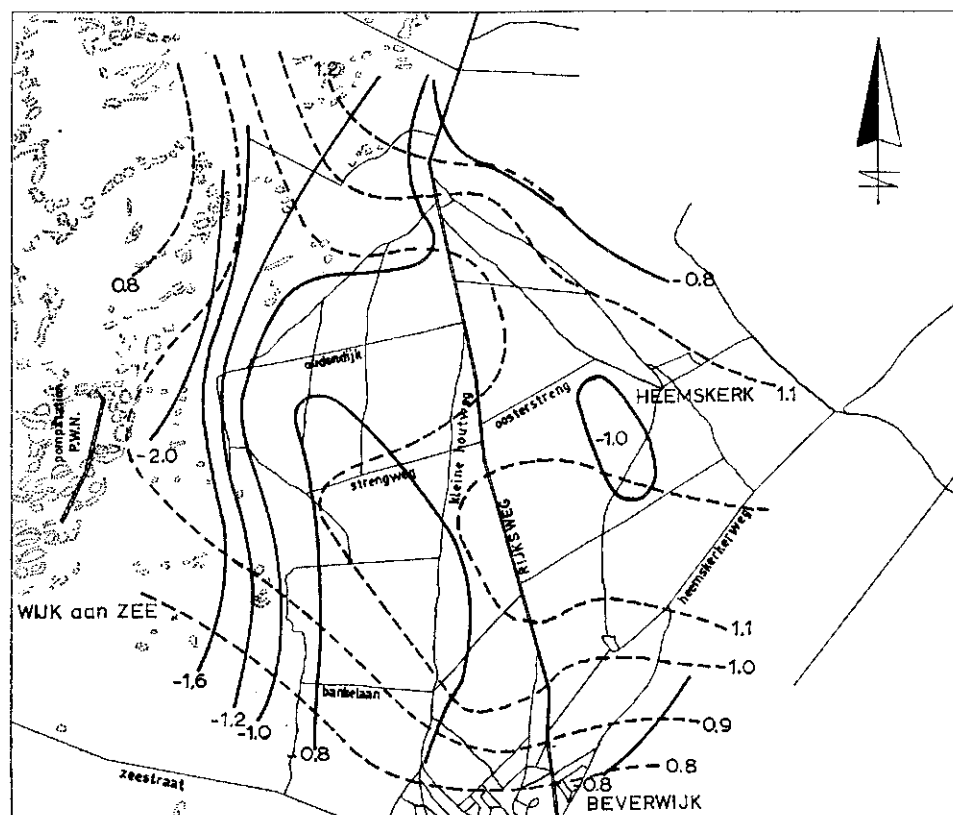 1.2
N
0.8
-0.8
oudendijk
HEEMSKERK
1.1
oosterstreng
-1.0
pompstation
P.W.N.
-2.0
kleine houtweg
strengweg
RIJKSWEG
heemskerkerweg
WIJK aan ZEE
1.1
1.0
-1,6
bankelaan
-1.2
-1.0
0.9
-0.8
0.8
zeestraat
-0.8
BEVERWIJK